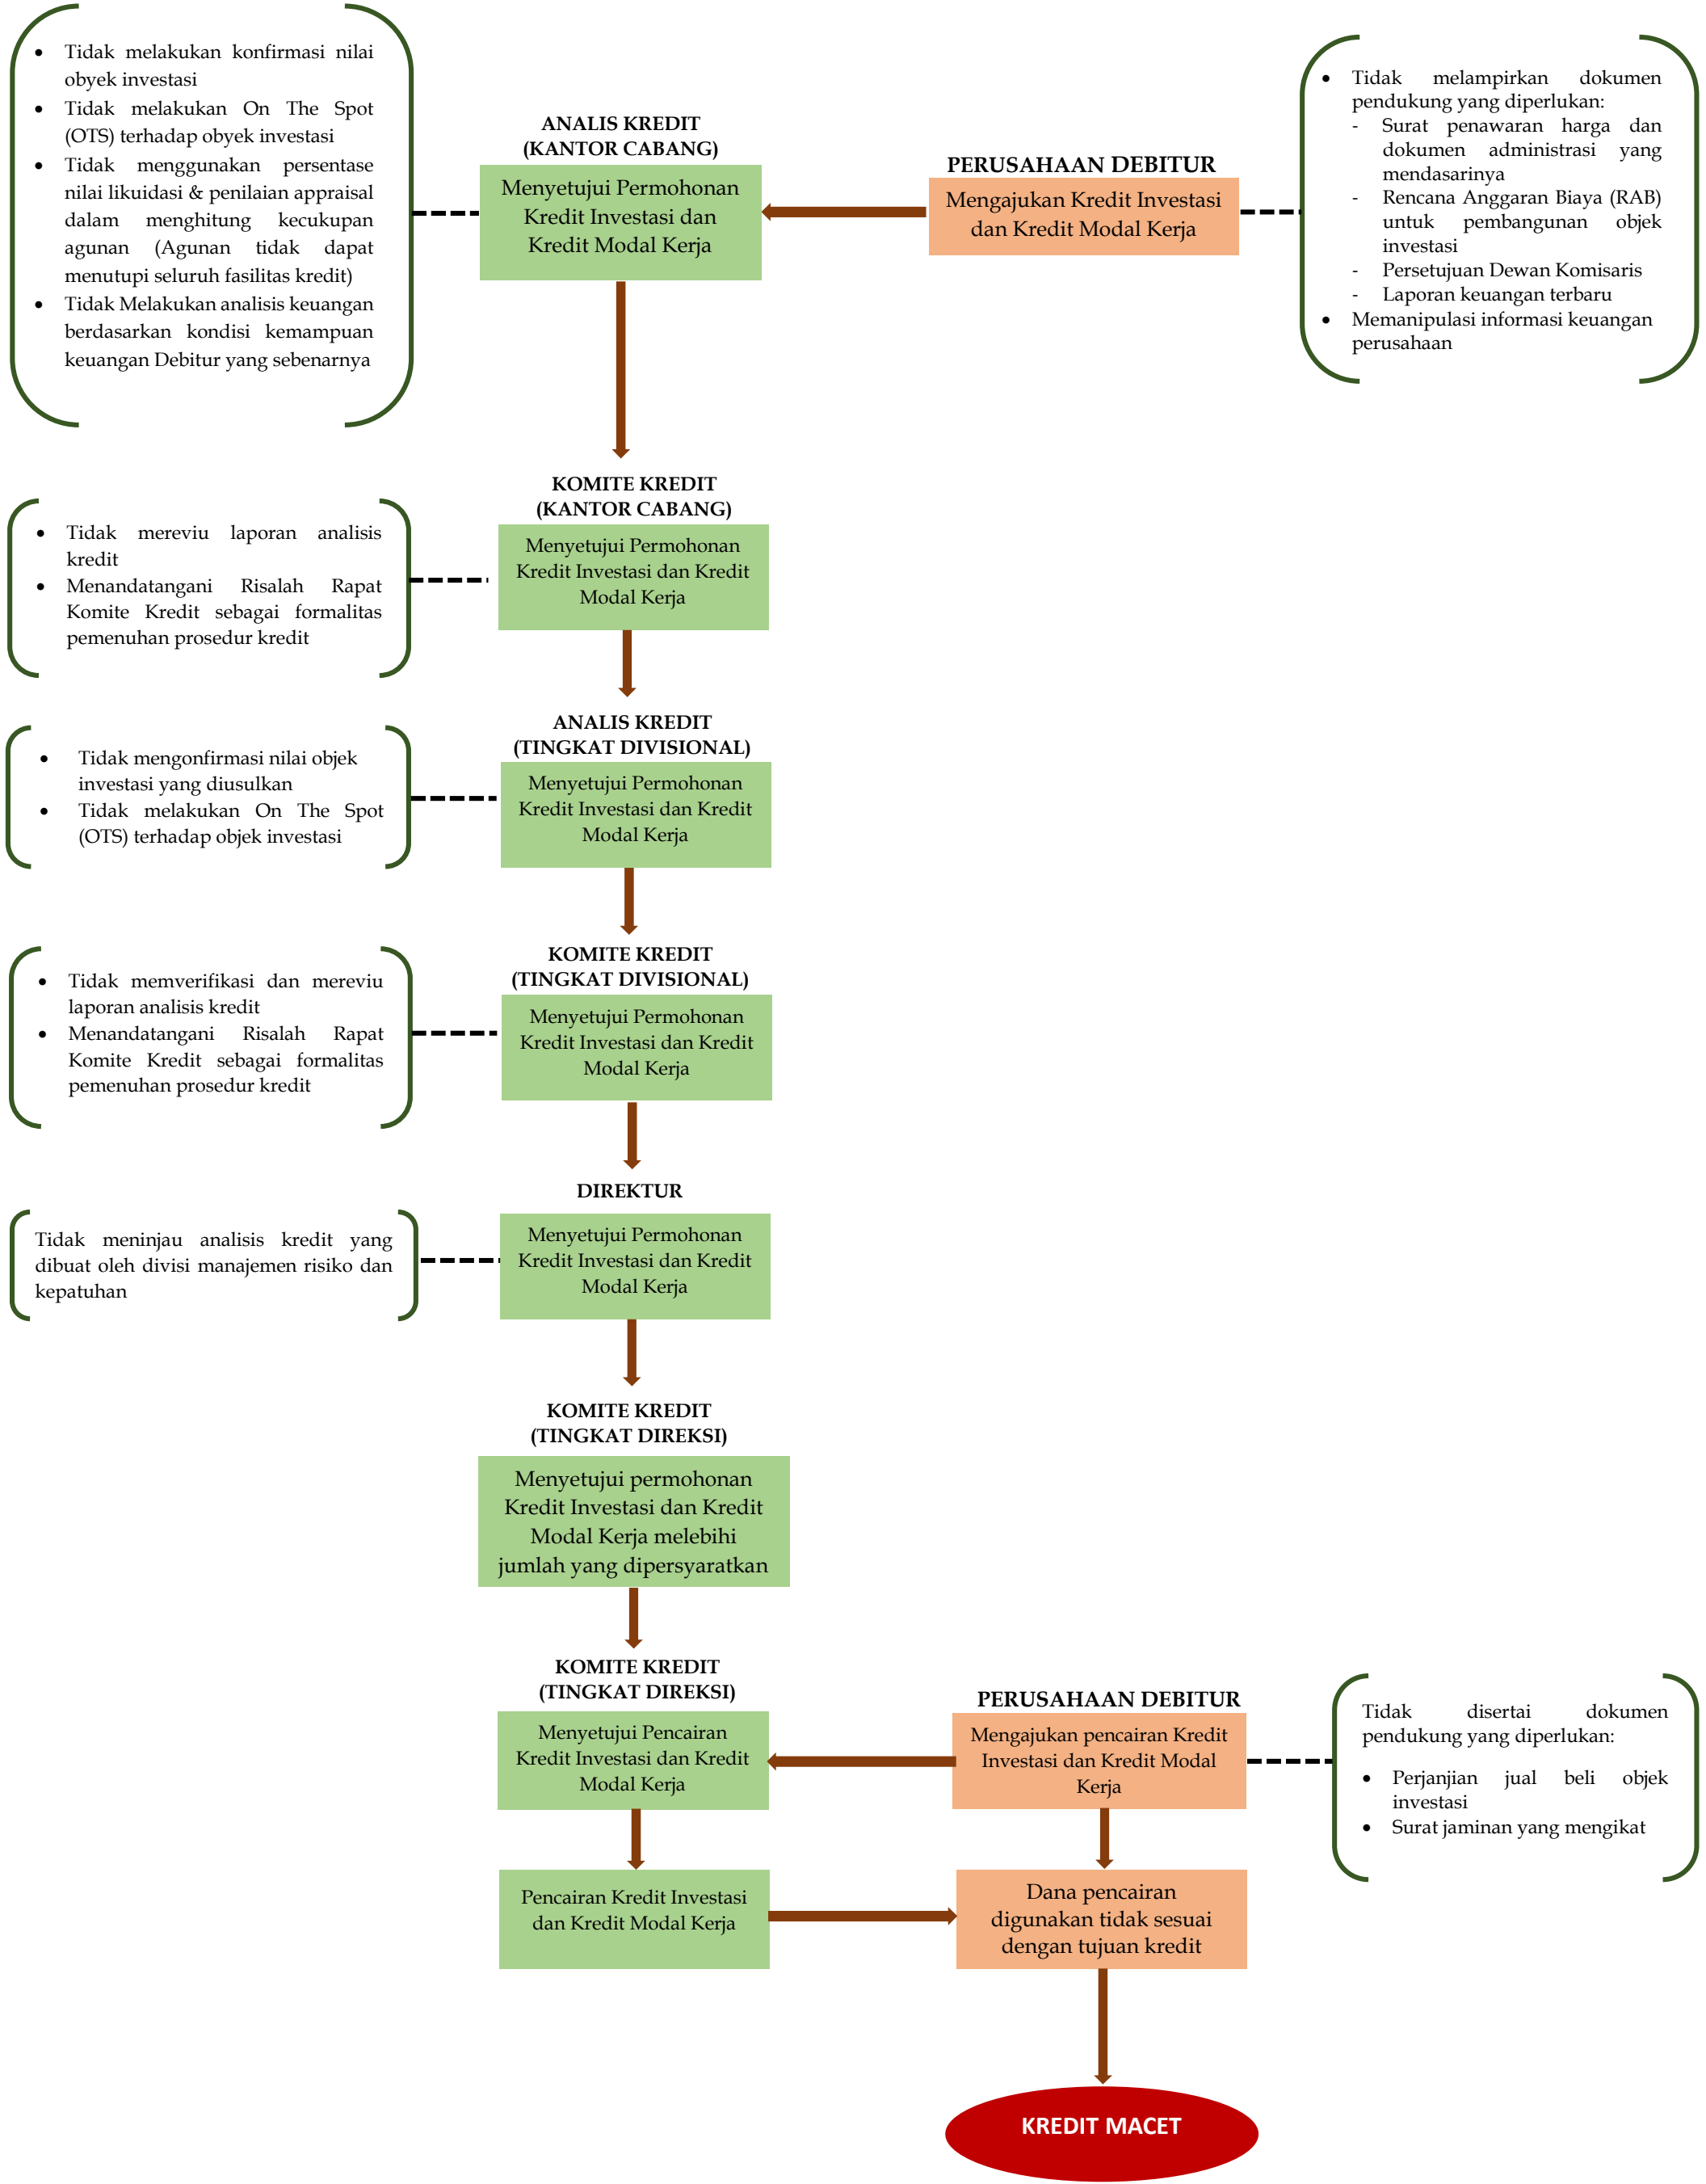 • Tidak melakukan konfirmasi nilai
obyek investasi
• Tidak melakukan On The Spot
(OTS) terhadap obyek investasi
• Tidak menggunakan persentase
nilai likuidasi & penilaian appraisal
dalam menghitung kecukupan
agunan (Agunan tidak dapat
menutupi seluruh fasilitas kredit)
• Tidak Melakukan analisis keuangan
berdasarkan kondisi kemampuan
keuangan Debitur yang sebenarnya
ANALIS KREDIT
(KANTOR CABANG)
Menyetujui Permohonan
Kredit Investasi dan
Kredit Modal Kerja
PERUSAHAAN DEBITUR
Mengajukan Kredit Investasi
dan Kredit Modal Kerja
• Tidak melampirkan dokumen
pendukung yang diperlukan:
- Surat penawaran harga dan
dokumen administrasi yang
mendasarinya
- Rencana Anggaran Biaya (RAB)
untuk pembangunan objek
investasi
- Persetujuan Dewan Komisaris
- Laporan keuangan terbaru
• Memanipulasi informasi keuangan
perusahaan
KOMITE KREDIT
(KANTOR CABANG)
Menyetujui Permohonan
Kredit Investasi dan Kredit
Modal Kerja
• Tidak mereviu laporan analisis
kredit
• Menandatangani Risalah Rapat
Komite Kredit sebagai formalitas
pemenuhan prosedur kredit
ANALIS KREDIT
(TINGKAT DIVISIONAL)
Menyetujui Permohonan
Kredit Investasi dan Kredit
Modal Kerja
• Tidak mengonfirmasi nilai objek
investasi yang diusulkan
• Tidak melakukan On The Spot
(OTS) terhadap objek investasi
KOMITE KREDIT
(TINGKAT DIVISIONAL)
Menyetujui Permohonan
Kredit Investasi dan Kredit
Modal Kerja
• Tidak memverifikasi dan mereviu
laporan analisis kredit
• Menandatangani Risalah Rapat
Komite Kredit sebagai formalitas
pemenuhan prosedur kredit
DIREKTUR
Menyetujui Permohonan
Kredit Investasi dan Kredit
Modal Kerja
Tidak meninjau analisis kredit yang
dibuat oleh divisi manajemen risiko dan
kepatuhan
KOMITE KREDIT
(TINGKAT DIREKSI)
Menyetujui permohonan
Kredit Investasi dan Kredit
Modal Kerja melebihi
jumlah yang dipersyaratkan
KOMITE KREDIT
(TINGKAT DIREKSI)
Menyetujui Pencairan
Kredit Investasi dan Kredit
Modal Kerja
PERUSAHAAN DEBITUR
Mengajukan pencairan Kredit
Investasi dan Kredit Modal
Kerja
Tidak disertai dokumen
pendukung yang diperlukan:
• Perjanjian jual beli objek
investasi
• Surat jaminan yang mengikat
Pencairan Kredit Investasi
dan Kredit Modal Kerja
Dana pencairan
digunakan tidak sesuai
dengan tujuan kredit
KREDIT MACET